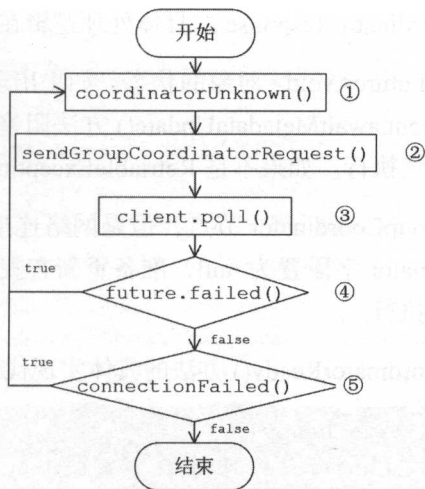 开始
coordinatorUnknown() ①
sendGroupCoordinatorRequest() ②
client.poll() ③
true
future.failed() ④
false
true
connectionFailed() ⑤
false
结束